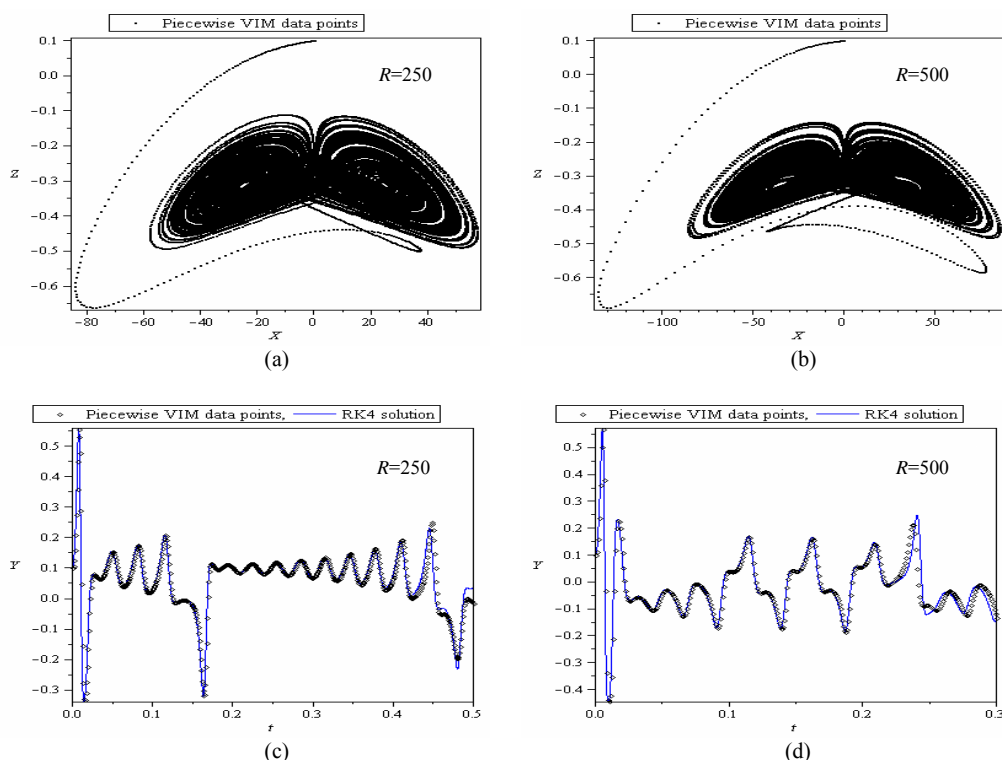 Piecewise VIM data points
Piecewise VIM data points
R=250
R=500
0.1
0.0
−0.1
−0.2
−0.3
−0.4
−0.5
−0.6
Z
−80
−60
−40
−20
0
20
40
X
0.1
0.0
−0.1
−0.2
−0.3
−0.4
−0.5
−0.6
Z
−100
−50
0
50
X
(a)
(b)
Piecewise VIM data points, RK4 solution
Piecewise VIM data points, RK4 solution
R=250
R=500
0.5
0.4
0.3
0.2
0.1
0.0
−0.1
−0.2
−0.3
Y
0.0
0.1
0.2
0.3
0.4
0.5
t
0.5
0.4
0.3
0.2
0.1
0.0
−0.1
−0.2
−0.3
−0.4
Y
0.0
0.1
0.2
0.3
t
(c)
(d)